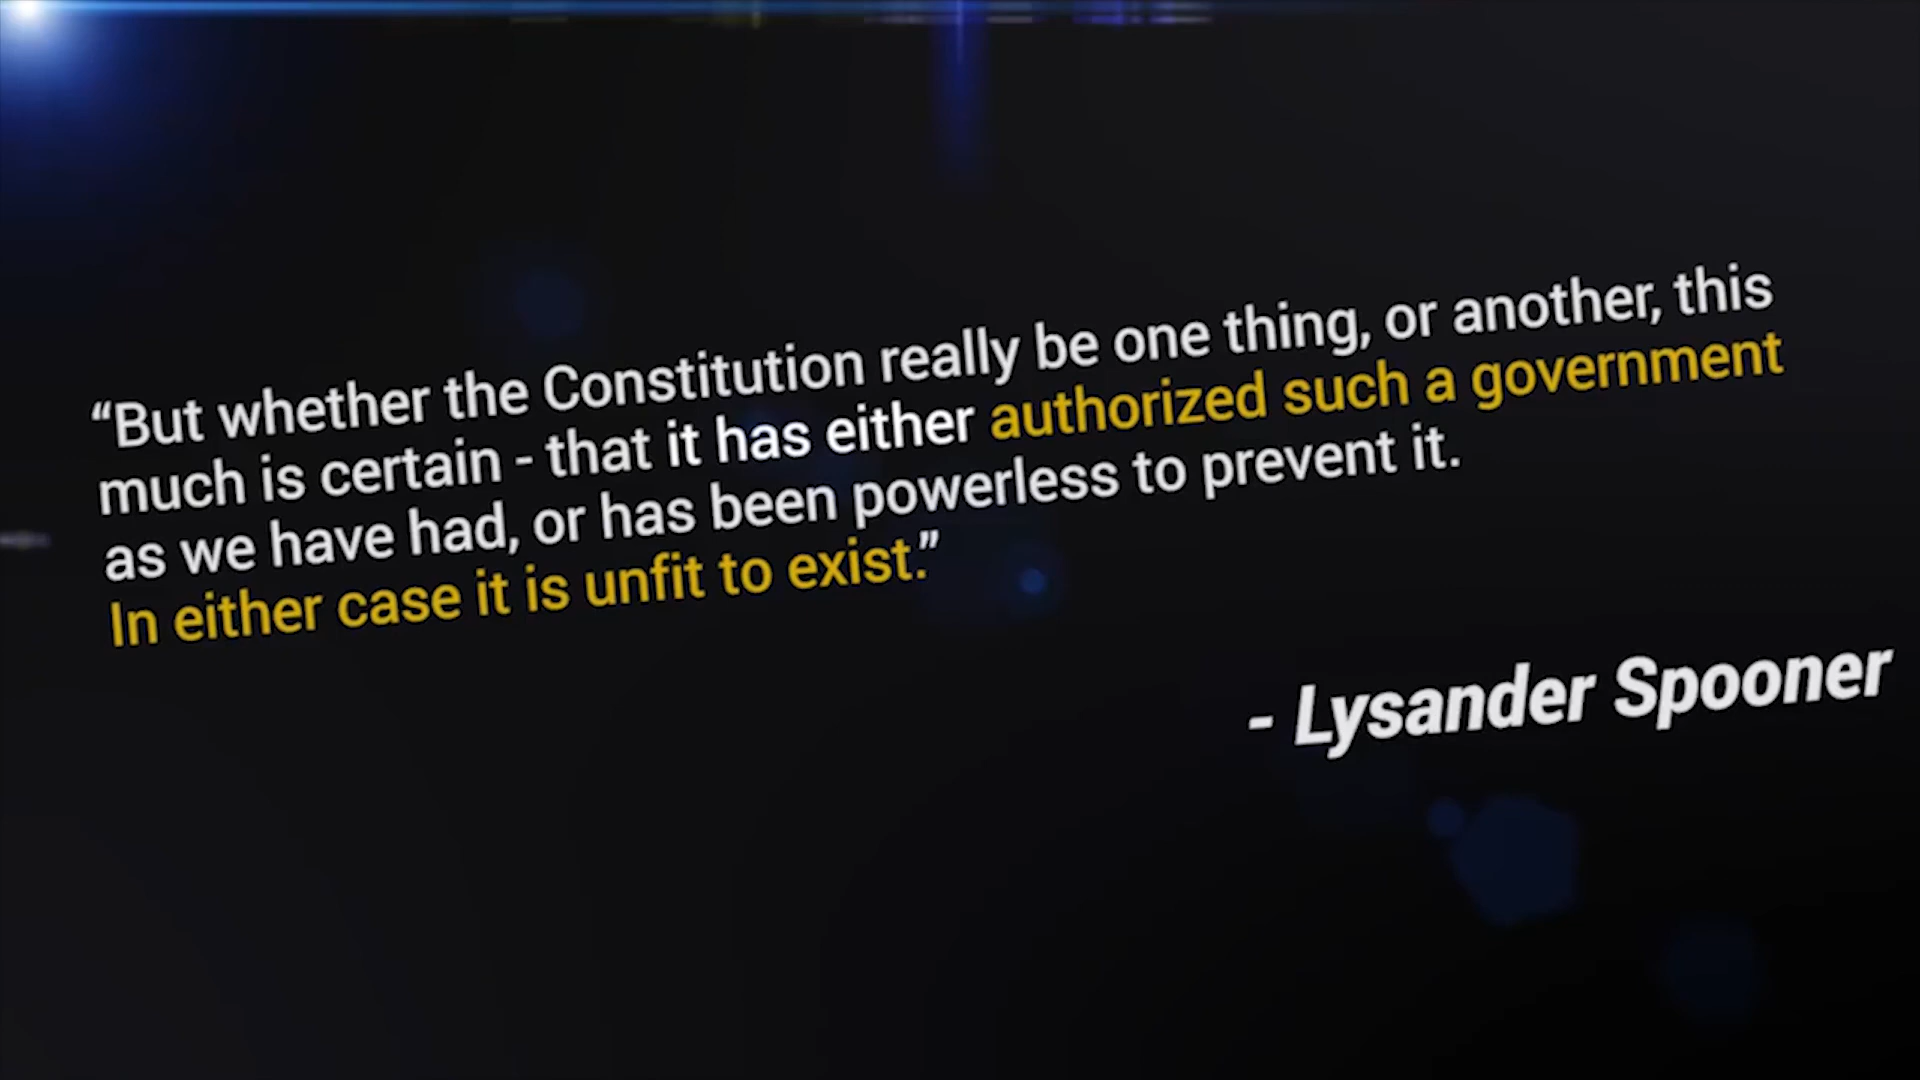 “But whether the Constitution really be one thing, or another, this
much is certain - that it has either authorized such a government
as we have had, or has been powerless to prevent it.
In either case it is unfit to exist.”
- Lysander Spooner